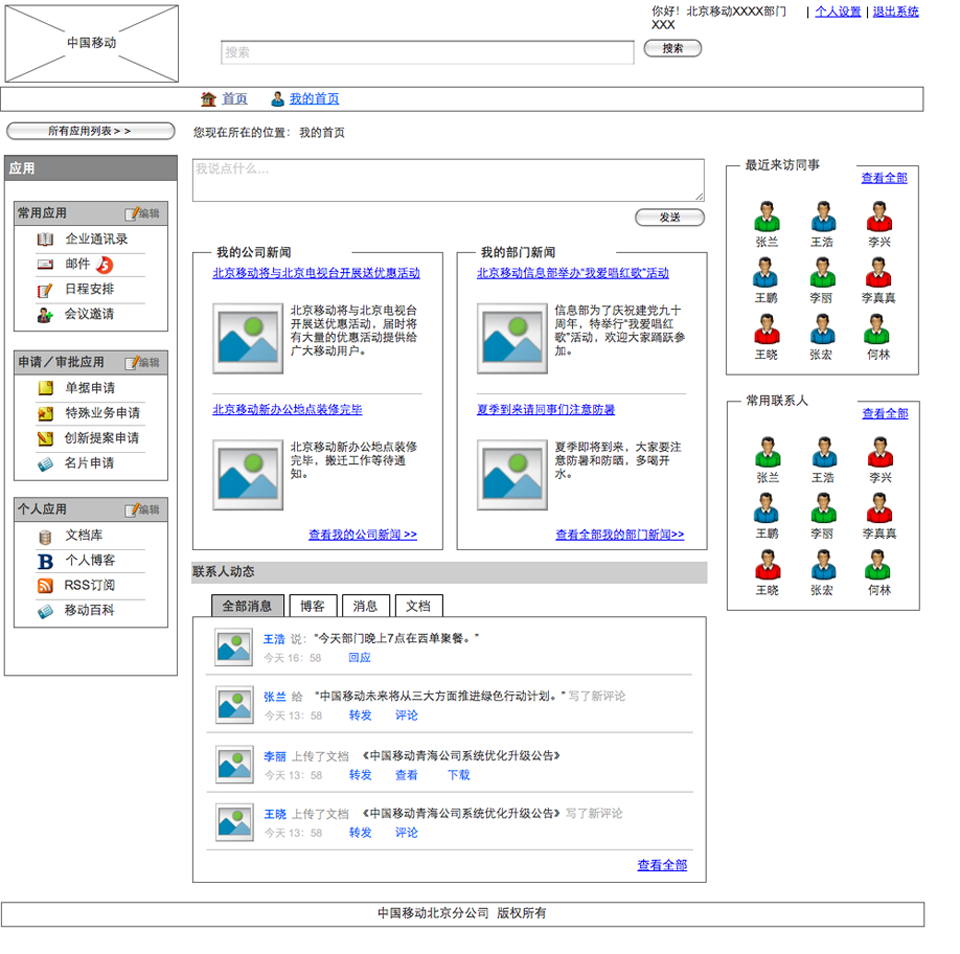 中国移动
你好！北京移动XXXX部门 | 个人设置 | 退出系统
XXX
搜索 搜索
首页 我的首页
所有应用列表＞＞
您现在所在的位置： 我的首页
应用
常用应用 编辑
企业通讯录
邮件 5
日程安排
会议邀请
申请／审批应用 编辑
单据申请
特殊业务申请
创新提案申请
名片申请
个人应用 编辑
文档库
B 个人博客
RSS订阅
移动百科
我说点什么...
发送
我的公司新闻
北京移动将与北京电视台开展送优惠活动
北京移动将与北京电视台
开展送优惠活动，届时将
有大量的优惠活动提供给
广大移动用户。
北京移动新办公地点装修完毕
北京移动新办公地点装修
完毕，搬迁工作等待通
知。
查看我的公司新闻 >>
我的部门新闻
北京移动信息部举办“我爱唱红歌”活动
信息部为了庆祝建党九十
周年，特举行“我爱唱红
歌”活动，欢迎大家踊跃参
加。
夏季到来请同事们注意防暑
夏季即将到来，大家要注
意防暑和防晒，多喝开
水。
查看全部我的部门新闻>>
联系人动态
全部消息 博客 消息 文档
王浩 说： “今天部门晚上7点在西单聚餐。”
今天 16：58 回应
张兰 给 “中国移动未来将从三大方面推进绿色行动计划。” 写了新评论
今天 13：58 转发 评论
李丽 上传了文档 《中国移动青海公司系统优化升级公告》
今天 13：58 转发 查看 下载
王晓 上传了文档 《中国移动青海公司系统优化升级公告》 写了新评论
今天 13：58 转发 评论
查看全部
最近来访同事
查看全部
张兰 王浩 李兴
王鹏 李丽 李真真
王晓 张宏 何林
常用联系人
查看全部
张兰 王浩 李兴
王鹏 李丽 李真真
王晓 张宏 何林
中国移动北京分公司 版权所有